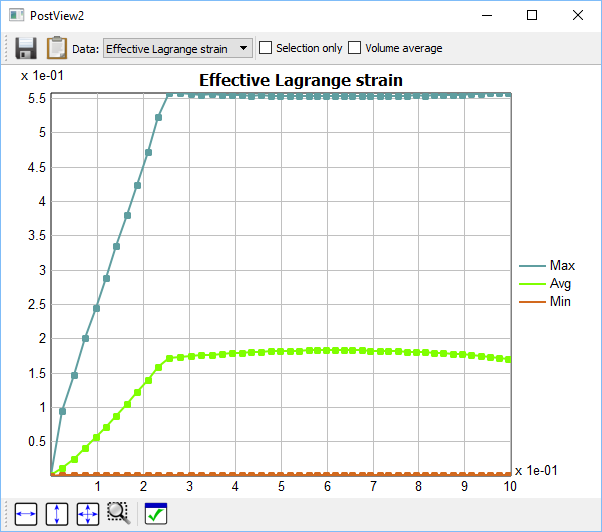 PostView2
Data: Effective Lagrange strain Selection only Volume average
x 1e-01
Effective Lagrange strain
5.5
5
4.5
4
3.5
3
2.5
2
1.5
1
0.5
Max
Avg
Min
1 2 3 4 5 6 7 8 9 10
x 1e-01